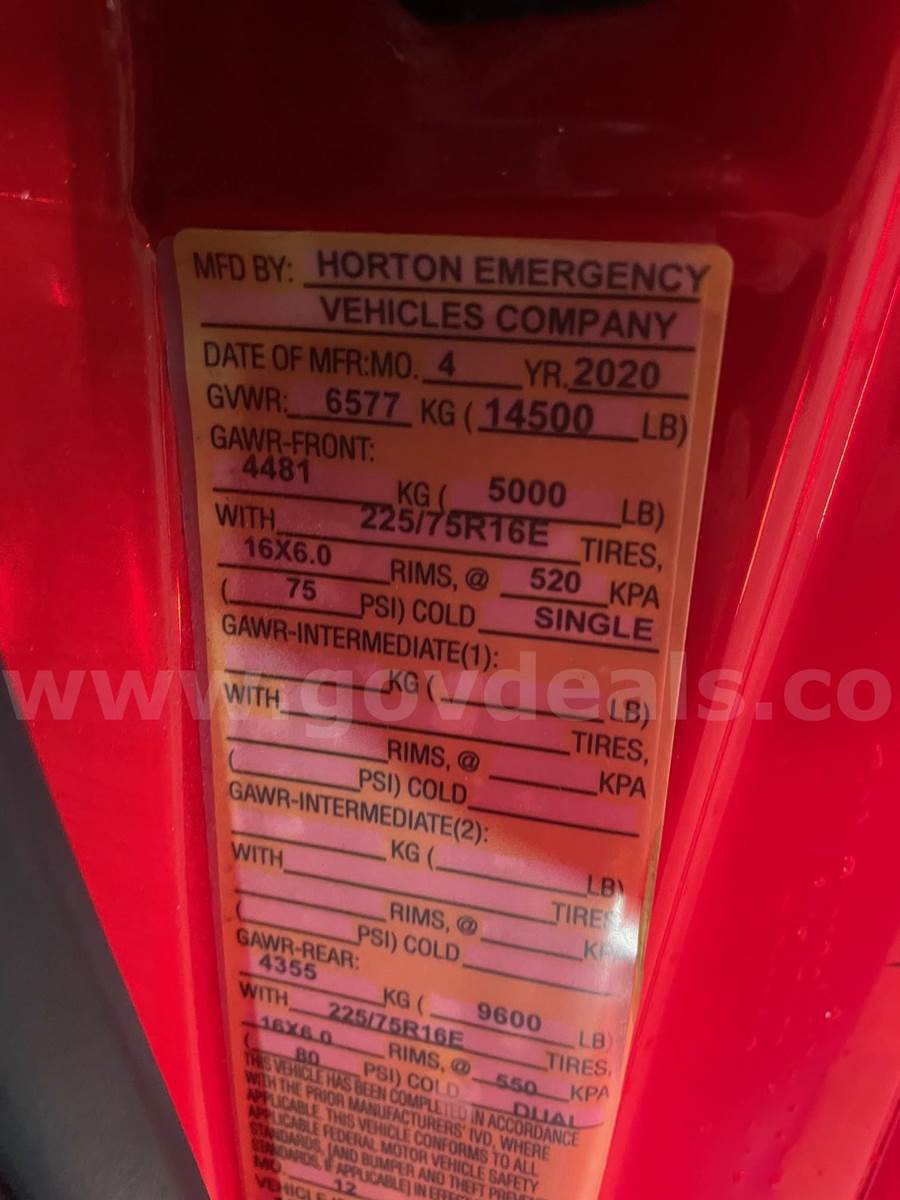 MFD BY: HORTON EMERGENCY
VEHICLES COMPANY
DATE OF MFR:MO. 4 YR. 2020
GVWR: 6577 KG (14500 LB)
GAWR-FRONT:
4481 KG ( 5000 LB)
WITH 225/75R16E TIRES,
16X6.0 RIMS, @ 520 KPA
( 75 PSI) COLD SINGLE
GAWR-INTERMEDIATE(1):
KG ( LB)
WITH TIRES,
RIMS, @ KPA
( PSI) COLD
GAWR-INTERMEDIATE(2):
KG ( LB)
WITH TIRES
RIMS, @ KPA
( PSI) COLD
GAWR-REAR:
4355 KG ( 9600 LB)
WITH 225/75R16E TIRES,
16X6.0 RIMS, @ 550 KPA
( 80 PSI) COLD DUAL
THIS VEHICLE HAS BEEN COMPLETED IN ACCORDANCE
WITH THE PRIOR MANUFACTURERS' IVD, WHERE
APPLICABLE. THIS VEHICLE CONFORMS TO ALL
APPLICABLE FEDERAL MOTOR VEHICLE SAFETY
STANDARDS, [AND BUMPER AND THEFT
STANDARDS, IF APPLICABLE] IN
MO. 12
VEHICLE
www.govdeals.co